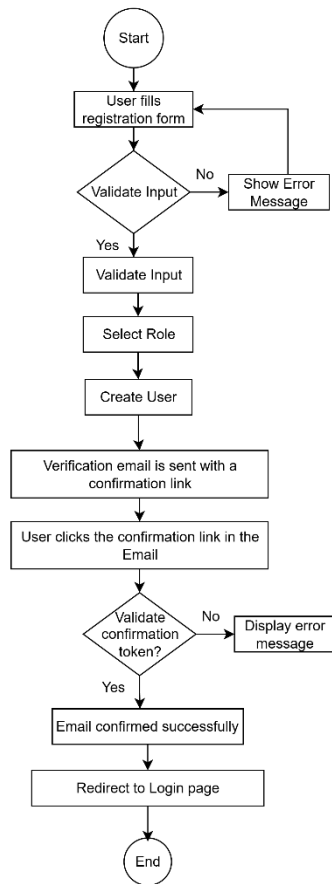 Start
User fills
registration form
Validate Input
No
Show Error
Message
Yes
Validate Input
Select Role
Create User
Verification email is sent with a
confirmation link
User clicks the confirmation link in the
Email
Validate
confirmation
token?
No
Display error
message
Yes
Email confirmed successfully
Redirect to Login page
End